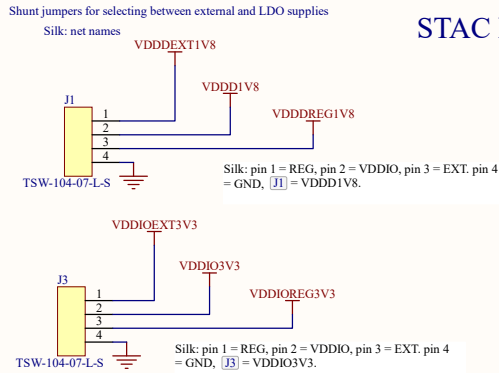 Shunt jumpers for selecting between external and LDO supplies
Silk: net names
STAC
VDDDEXT1V8
VDDD1V8
VDDDREG1V8
J1
1
2
3
4
TSW-104-07-L-S
Silk: pin 1 = REG, pin 2 = VDDIO, pin 3 = EXT. pin 4
= GND, J1 = VDDD1V8.
VDDIOEXT3V3
VDDIO3V3
VDDIOREG3V3
J3
1
2
3
4
TSW-104-07-L-S
Silk: pin 1 = REG, pin 2 = VDDIO, pin 3 = EXT. pin 4
= GND, J3 = VDDIO3V3.